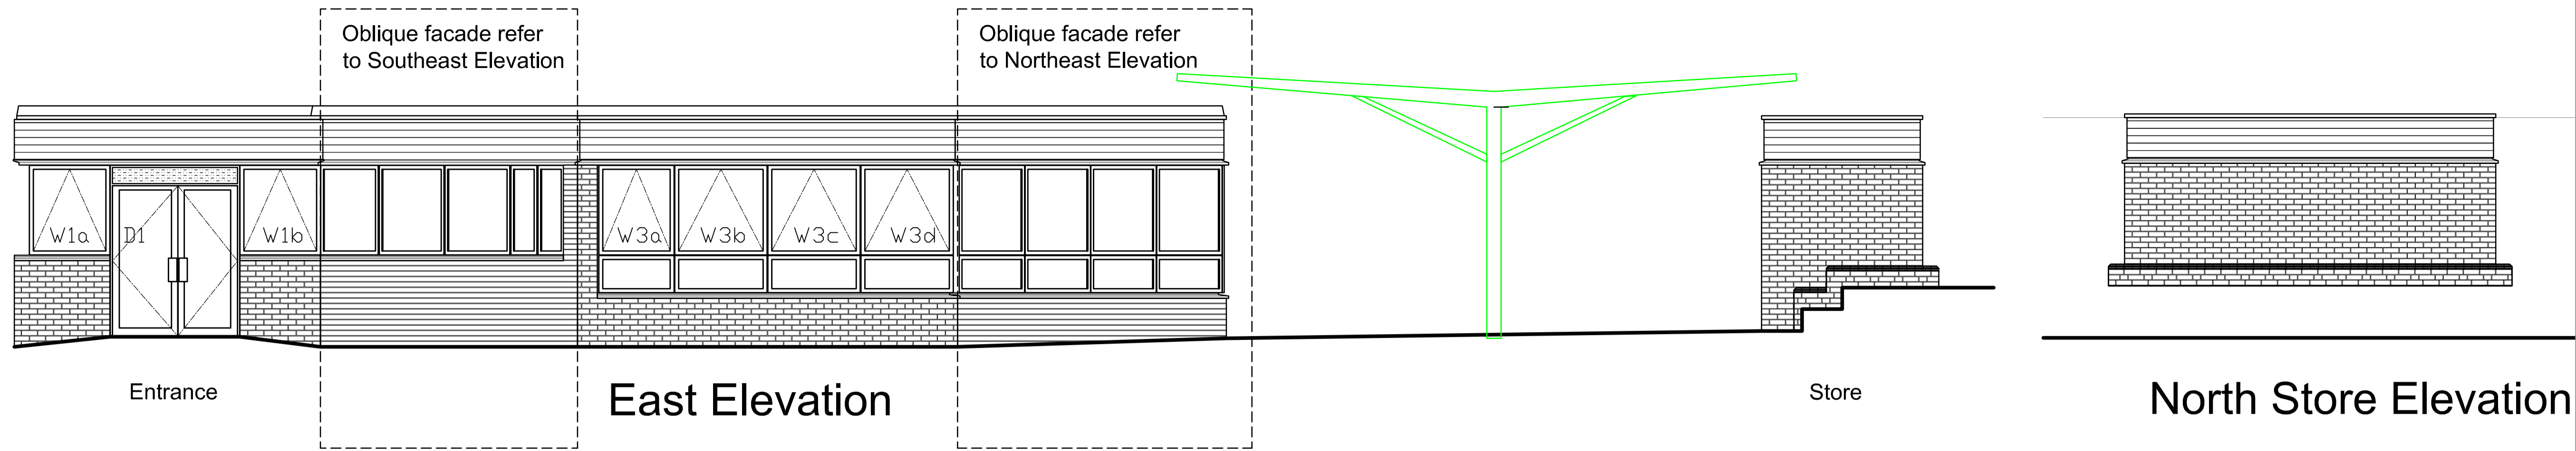 Oblique facade refer
to Southeast Elevation
Oblique facade refer
to Northeast Elevation
W1a
D1
W1b
W3a
W3b
W3c
W3d
Entrance
East Elevation
Store
North Store Elevation